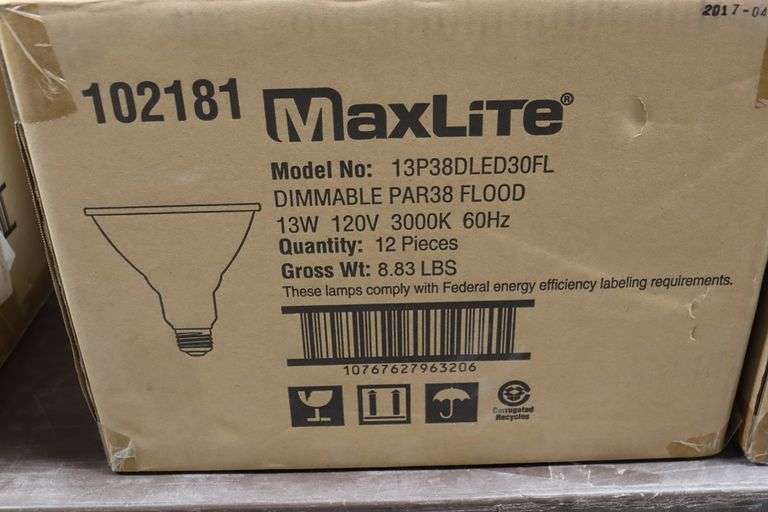 2017-04
102181 MaxLite®
Model No: 13P38DLED30FL
DIMMABLE PAR38 FLOOD
13W 120V 3000K 60Hz
Quantity: 12 Pieces
Gross Wt: 8.83 LBS
These lamps comply with Federal energy efficiency labeling requirements.
10767627963206
Corrugated
Recycles